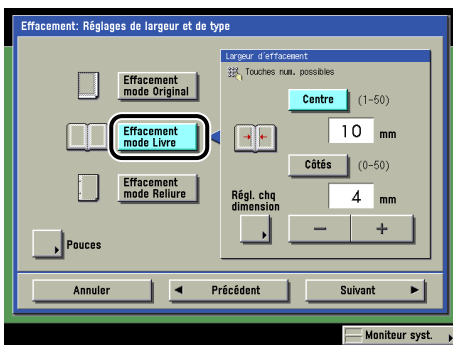 Effacement: Réglages de largeur et de type
Effacement
mode Original
Effacement
mode Livre
Effacement
mode Reliure
Pouces
Largeur d'effacement
Touches num. possibles
Centre (1-50)
10 mm
Côtés (0-50)
4 mm
Régl. chq
dimension
− +
Annuler
◄ Précédent
Suivant ►
Moniteur syst.